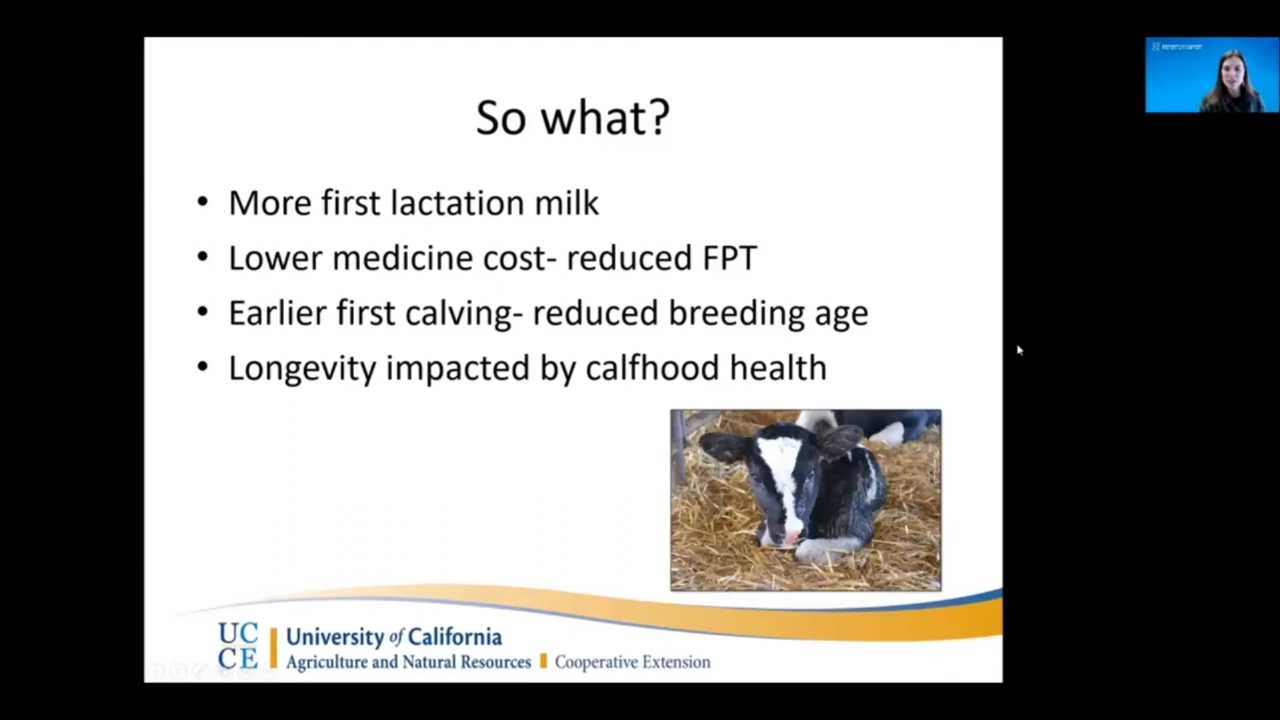 So what?
• More first lactation milk
• Lower medicine cost- reduced FPT
• Earlier first calving- reduced breeding age
• Longevity impacted by calfhood health
UC
CE
University of California
Agriculture and Natural Resources
Cooperative Extension